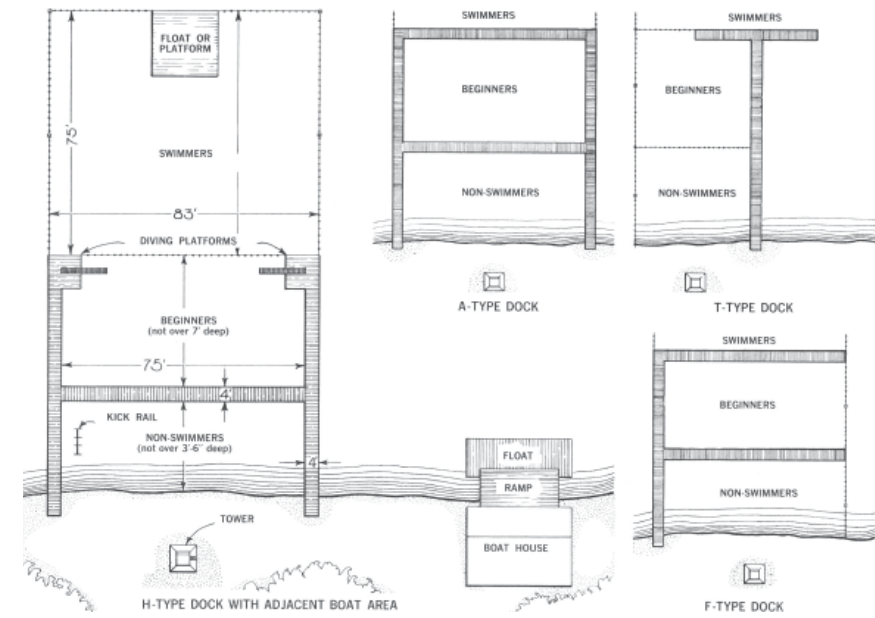 FLOAT OR
PLATFORM
75'
SWIMMERS
83'
DIVING PLATFORMS
BEGINNERS
(not over 7' deep)
75'
4'
KICK RAIL
NON-SWIMMERS
(not over 3'-6" deep)
4'
TOWER
FLOAT
RAMP
BOAT HOUSE
H-TYPE DOCK WITH ADJACENT BOAT AREA
SWIMMERS
BEGINNERS
NON-SWIMMERS
A-TYPE DOCK
SWIMMERS
BEGINNERS
NON-SWIMMERS
T-TYPE DOCK
SWIMMERS
BEGINNERS
NON-SWIMMERS
F-TYPE DOCK